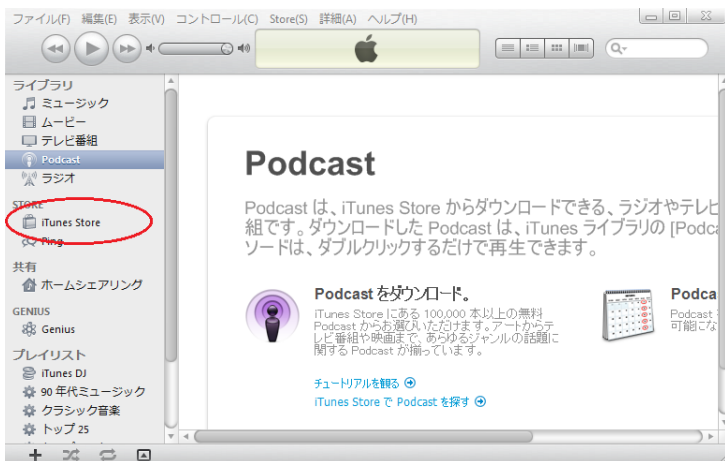 ファイル(F) 編集(E) 表示(V) コントロール(C) Store(S) 詳細(A) ヘルプ(H)
ライブラリ
ミュージック
ムービー
テレビ番組
Podcast
ラジオ
STORE
iTunes Store
Ping
共有
ホームシェアリング
GENIUS
Genius
プレイリスト
iTunes DJ
90 年代ミュージック
クラシック音楽
トップ 25
Podcast
Podcast は、iTunes Store からダウンロードできる、ラジオやテレビ
組です。ダウンロードした Podcast は、iTunes ライブラリの [Podca
ソードは、ダブルクリックするだけで再生できます。
Podcast をダウンロード。
iTunes Store にある 100,000 本以上の無料
Podcast からお選びいただけます。アートからテ
レビ番組や映画まで、あらゆるジャンルの話題に
関する Podcast が揃っています。
チュートリアルを観る
iTunes Store で Podcast を探す
Podca
Podcast
可能にな